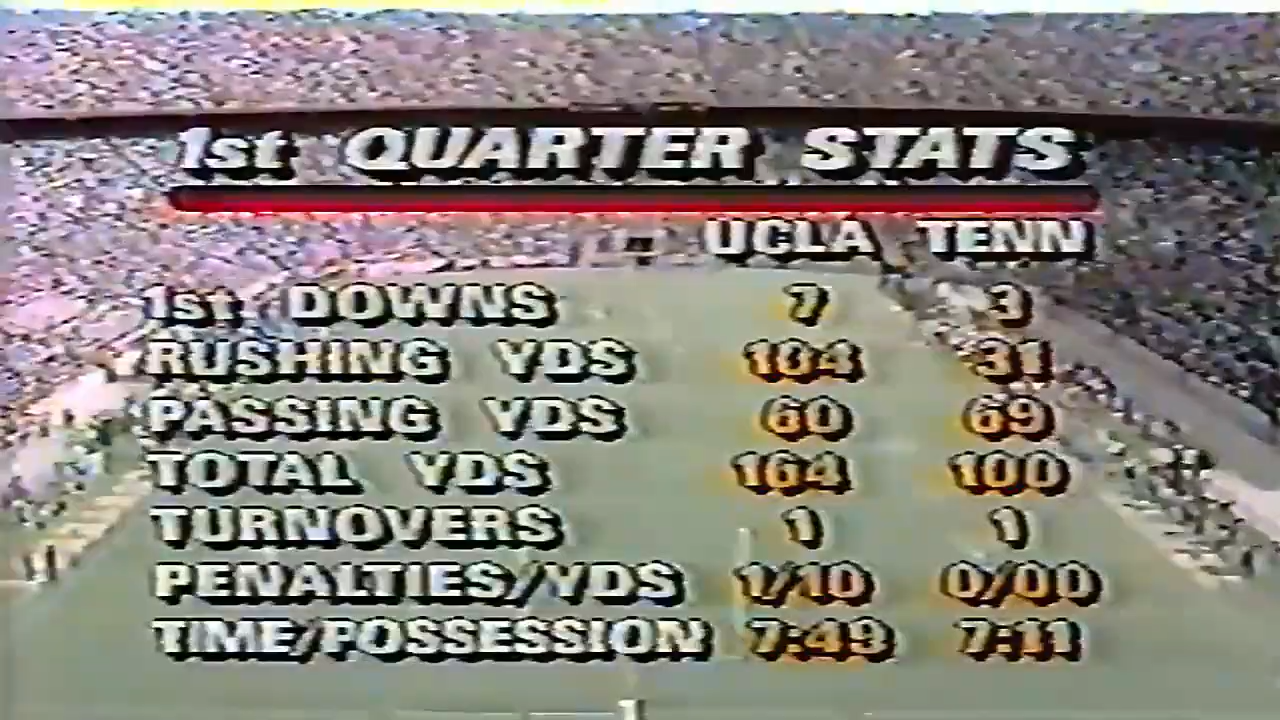 1st QUARTER STATS
UCLA TENN
1st DOWNS 7 3
RUSHING YDS 104 31
PASSING YDS 60 69
TOTAL YDS 164 100
TURNOVERS 1 1
PENALTIES/YDS 1/10 0/00
TIME/POSSESSION 7:49 7:11